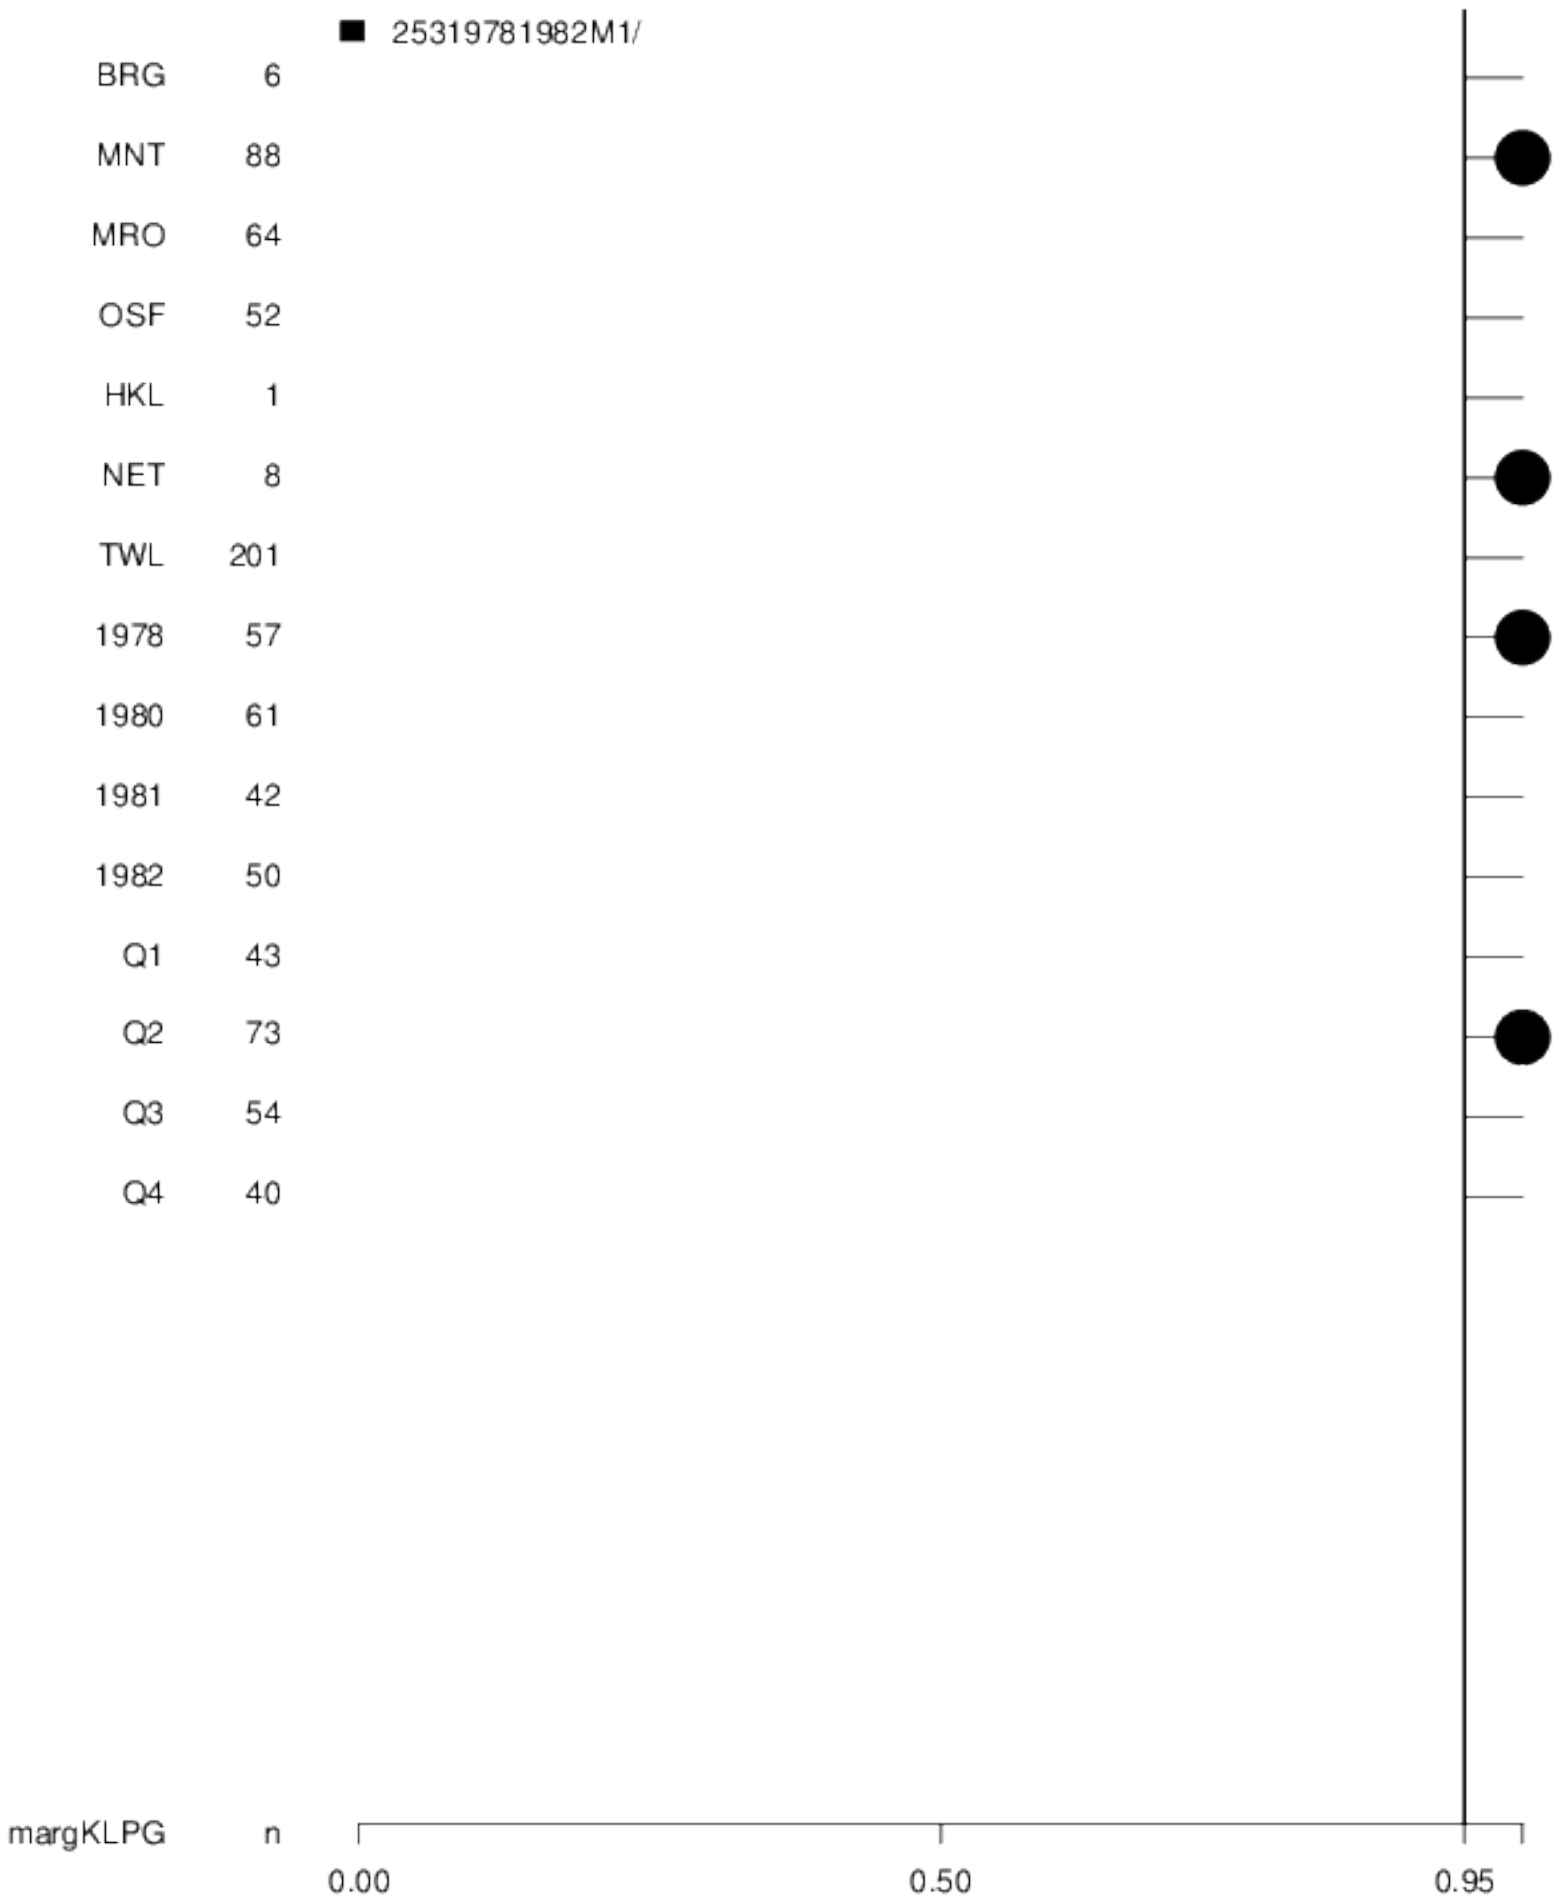 25319781982M1/
BRG 6
MNT 88
MRO 64
OSF 52
HKL 1
NET 8
TWL 201
1978 57
1980 61
1981 42
1982 50
Q1 43
Q2 73
Q3 54
Q4 40
margKLPG n
0.00 0.50 0.95